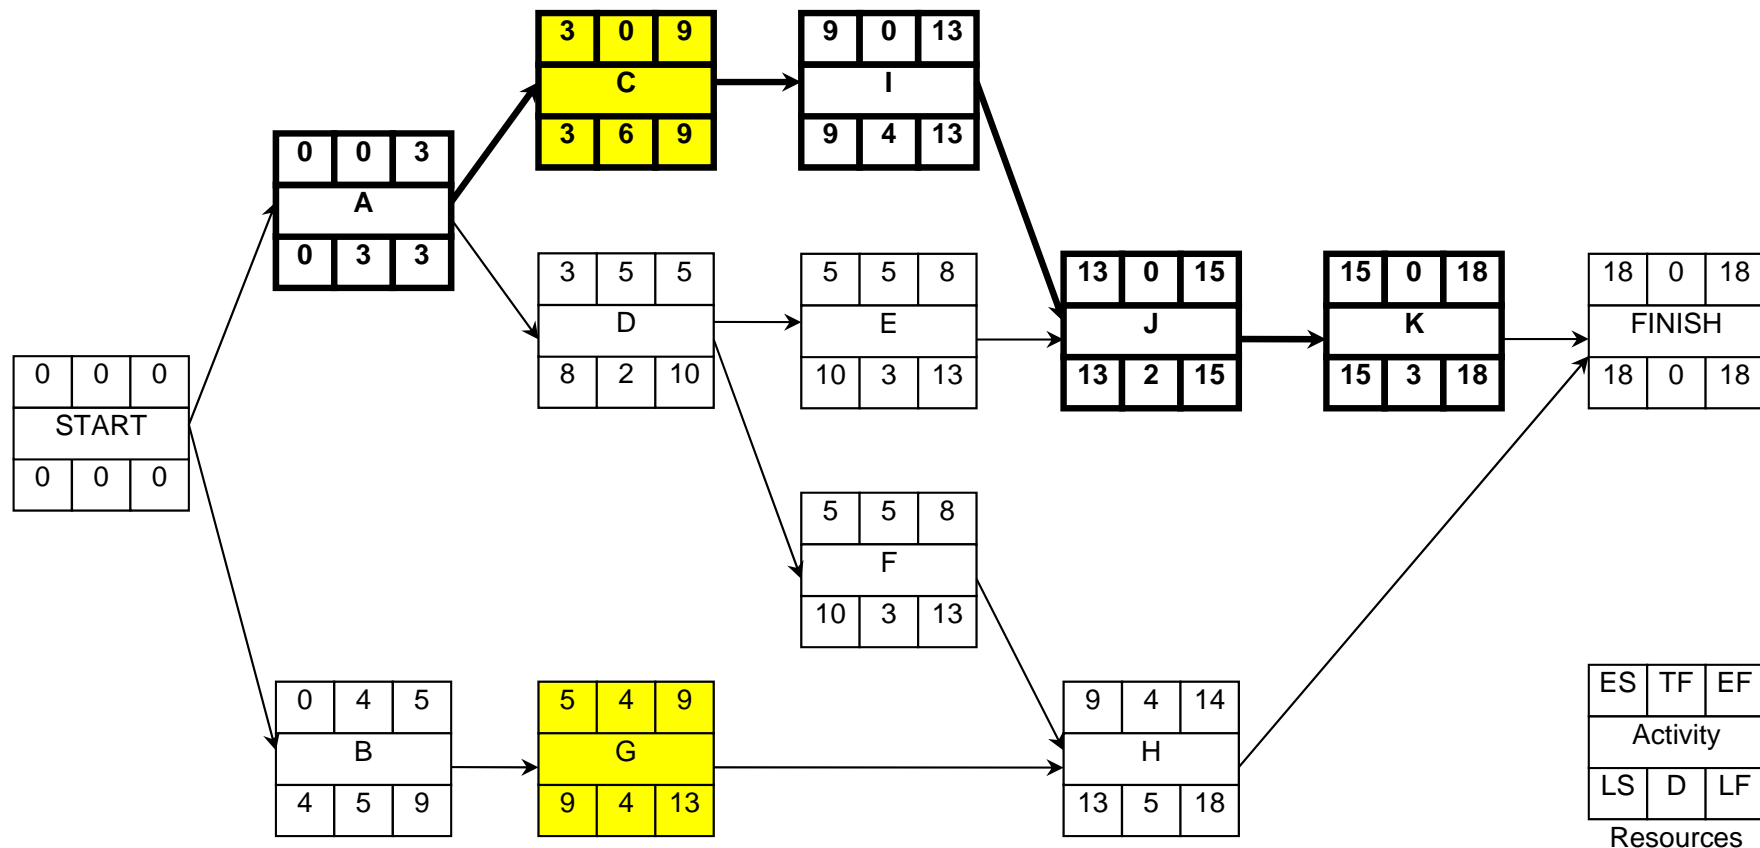 3 0 9
C
3 6 9
9 0 13
I
9 4 13
0 0 3
A
0 3 3
3 5 5
D
8 2 10
5 5 8
E
10 3 13
13 0 15
J
13 2 15
15 0 18
K
15 3 18
18 0 18
FINISH
18 0 18
0 0 0
START
0 0 0
5 5 8
F
10 3 13
0 4 5
B
4 5 9
5 4 9
G
9 4 13
9 4 14
H
13 5 18
ES TF EF
Activity
LS D LF
Resources